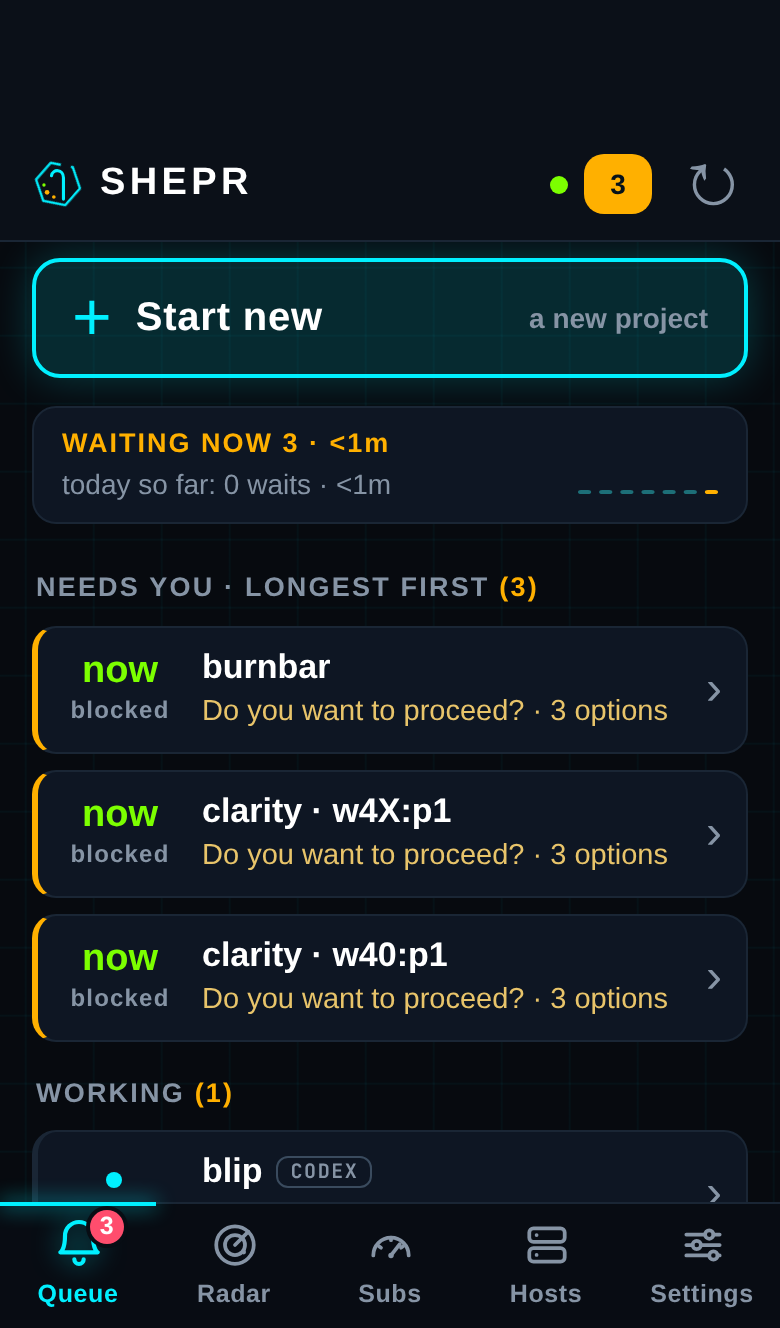 SHEPR
3
Start new
a new project
WAITING NOW 3 · <1m
today so far: 0 waits · <1m
NEEDS YOU · LONGEST FIRST (3)
now
blocked
burnbar
Do you want to proceed? · 3 options
now
blocked
clarity · w4X:p1
Do you want to proceed? · 3 options
now
blocked
clarity · w40:p1
Do you want to proceed? · 3 options
WORKING (1)
blip CODEX
3
Queue
Radar
Subs
Hosts
Settings